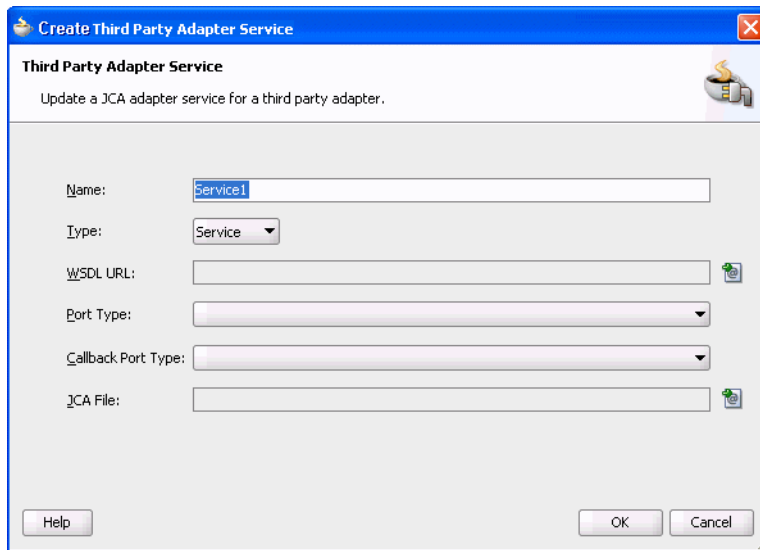 Create Third Party Adapter Service
Third Party Adapter Service
Update a JCA adapter service for a third party adapter.
Name: Service1
Type: Service
WSDL URL:
Port Type:
Callback Port Type:
JCA File:
Help OK Cancel